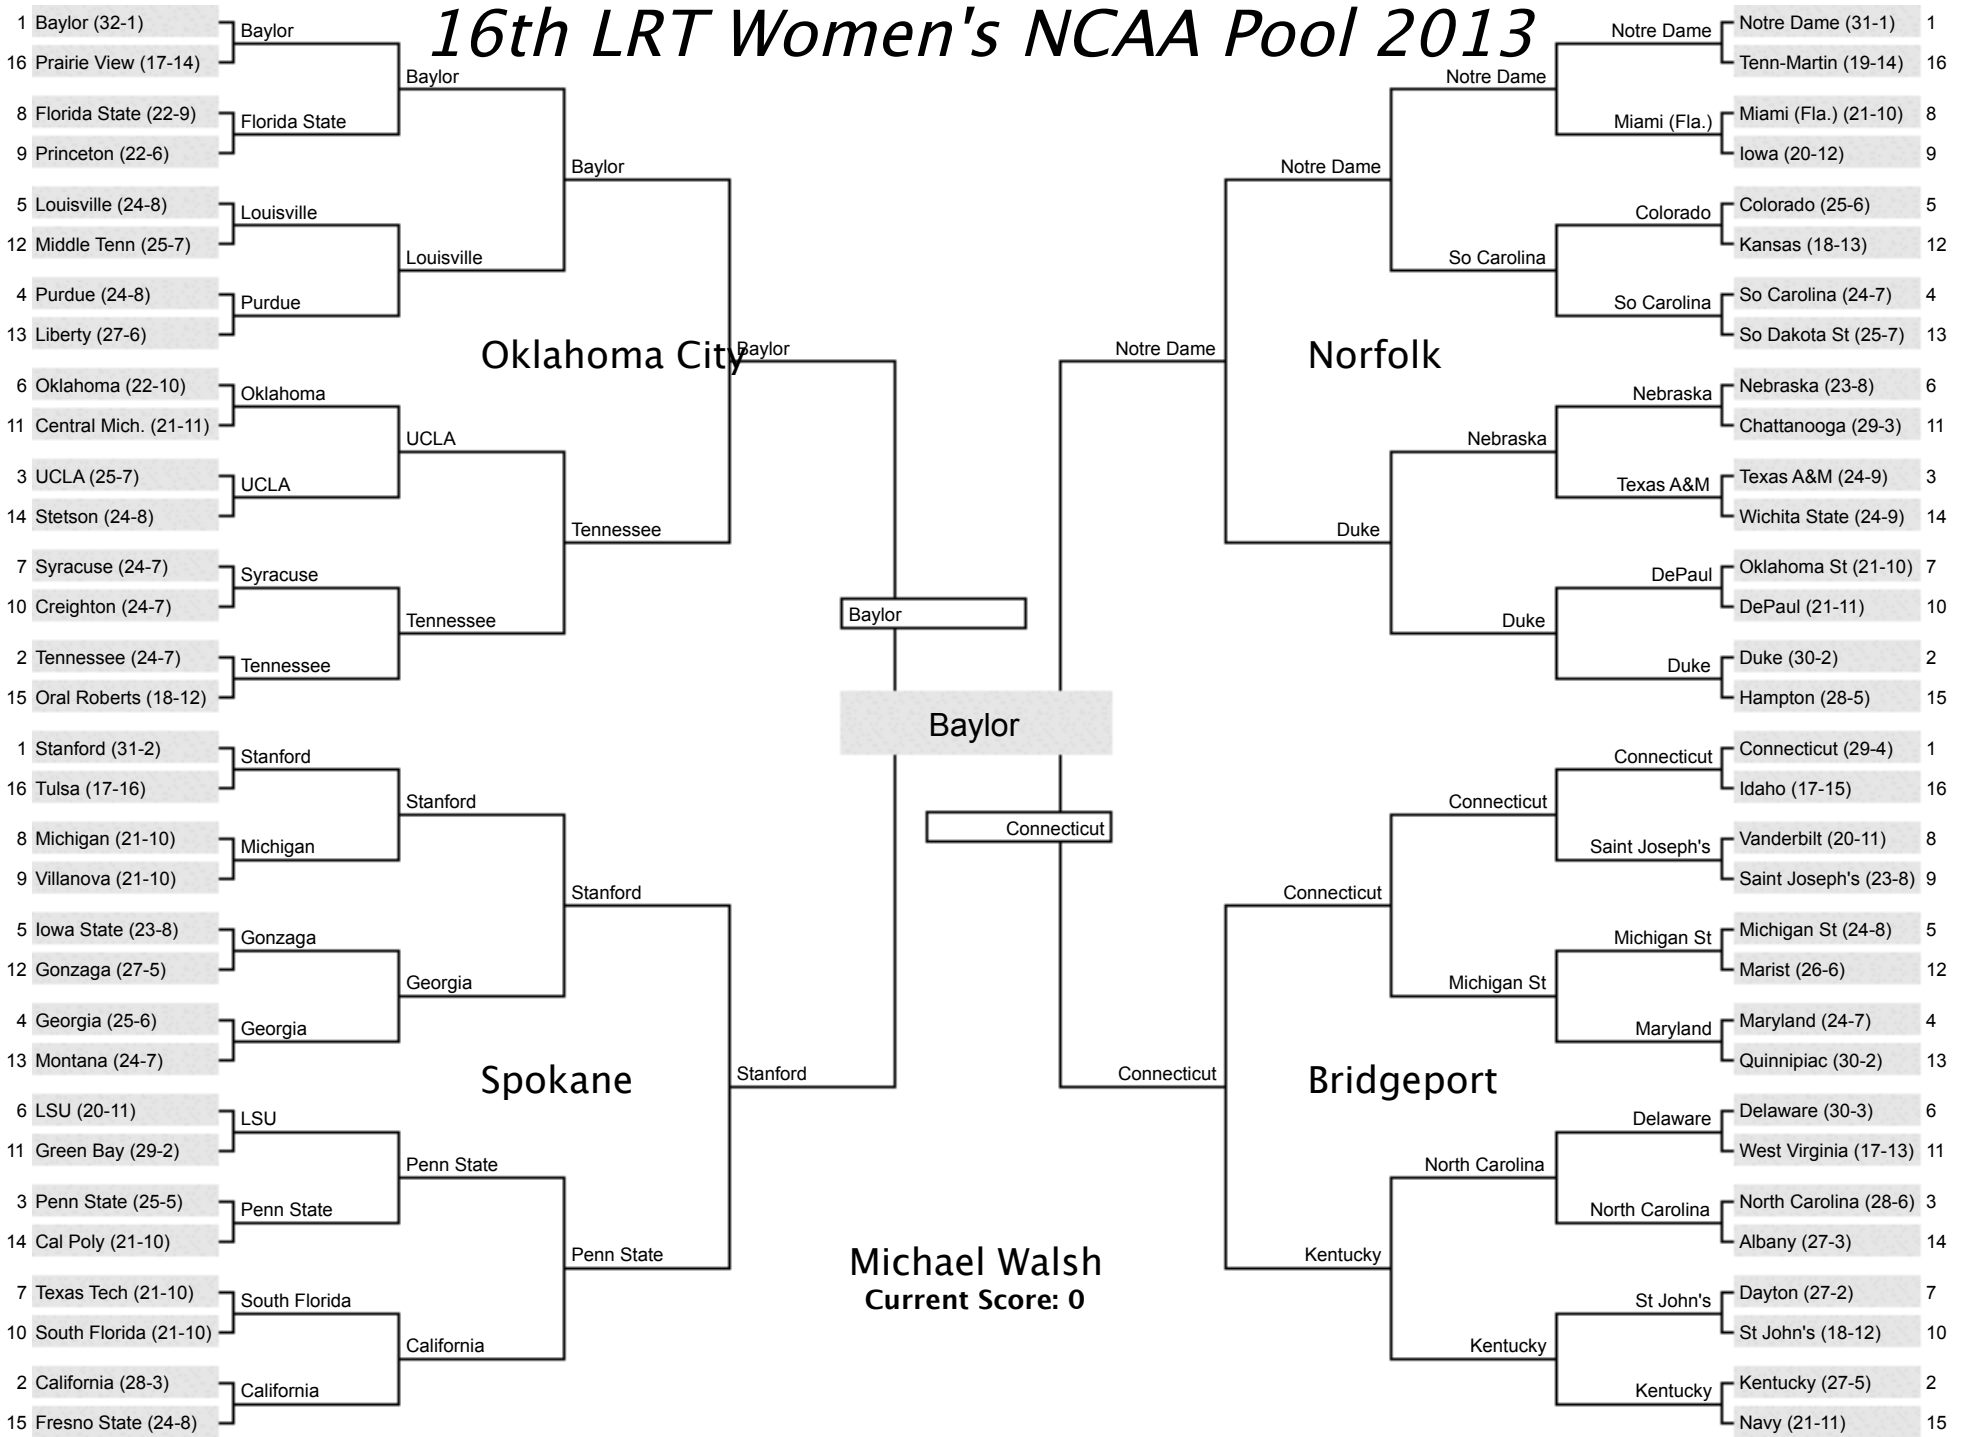 16th LRT Women's NCAA Pool 2013
1 Baylor (32-1)
16 Prairie View (17-14)
8 Florida State (22-9)
9 Princeton (22-6)
5 Louisville (24-8)
12 Middle Tenn (25-7)
4 Purdue (24-8)
13 Liberty (27-6)
6 Oklahoma (22-10)
11 Central Mich. (21-11)
3 UCLA (25-7)
14 Stetson (24-8)
7 Syracuse (24-7)
10 Creighton (24-7)
2 Tennessee (24-7)
15 Oral Roberts (18-12)
Baylor
Florida State
Louisville
Purdue
Oklahoma
UCLA
Syracuse
Tennessee
Baylor
Louisville
UCLA
Tennessee
Baylor
Tennessee
Oklahoma City
Baylor
1 Stanford (31-2)
16 Tulsa (17-16)
8 Michigan (21-10)
9 Villanova (21-10)
5 Iowa State (23-8)
12 Gonzaga (27-5)
4 Georgia (25-6)
13 Montana (24-7)
6 LSU (20-11)
11 Green Bay (29-2)
3 Penn State (25-5)
14 Cal Poly (21-10)
7 Texas Tech (21-10)
10 South Florida (21-10)
2 California (28-3)
15 Fresno State (24-8)
Stanford
Michigan
Gonzaga
Georgia
LSU
Penn State
South Florida
California
Stanford
Georgia
Penn State
California
Stanford
Penn State
Spokane
Stanford
Baylor
Baylor
Connecticut
Michael Walsh
Current Score: 0
Notre Dame (31-1) 1
Tenn-Martin (19-14) 16
Miami (Fla.) (21-10) 8
Iowa (20-12) 9
Colorado (25-6) 5
Kansas (18-13) 12
So Carolina (24-7) 4
So Dakota St (25-7) 13
Nebraska (23-8) 6
Chattanooga (29-3) 11
Texas A&M (24-9) 3
Wichita State (24-9) 14
Oklahoma St (21-10) 7
DePaul (21-11) 10
Duke (30-2) 2
Hampton (28-5) 15
Notre Dame
Miami (Fla.)
Colorado
So Carolina
Nebraska
Texas A&M
DePaul
Duke
Notre Dame
So Carolina
Nebraska
Duke
Notre Dame
Duke
Norfolk
Notre Dame
Connecticut (29-4) 1
Idaho (17-15) 16
Vanderbilt (20-11) 8
Saint Joseph's (23-8) 9
Michigan St (24-8) 5
Marist (26-6) 12
Maryland (24-7) 4
Quinnipiac (30-2) 13
Delaware (30-3) 6
West Virginia (17-13) 11
North Carolina (28-6) 3
Albany (27-3) 14
Dayton (27-2) 7
St John's (18-12) 10
Kentucky (27-5) 2
Navy (21-11) 15
Connecticut
Saint Joseph's
Michigan St
Maryland
Delaware
North Carolina
St John's
Kentucky
Connecticut
Michigan St
North Carolina
Kentucky
Connecticut
Kentucky
Bridgeport
Connecticut